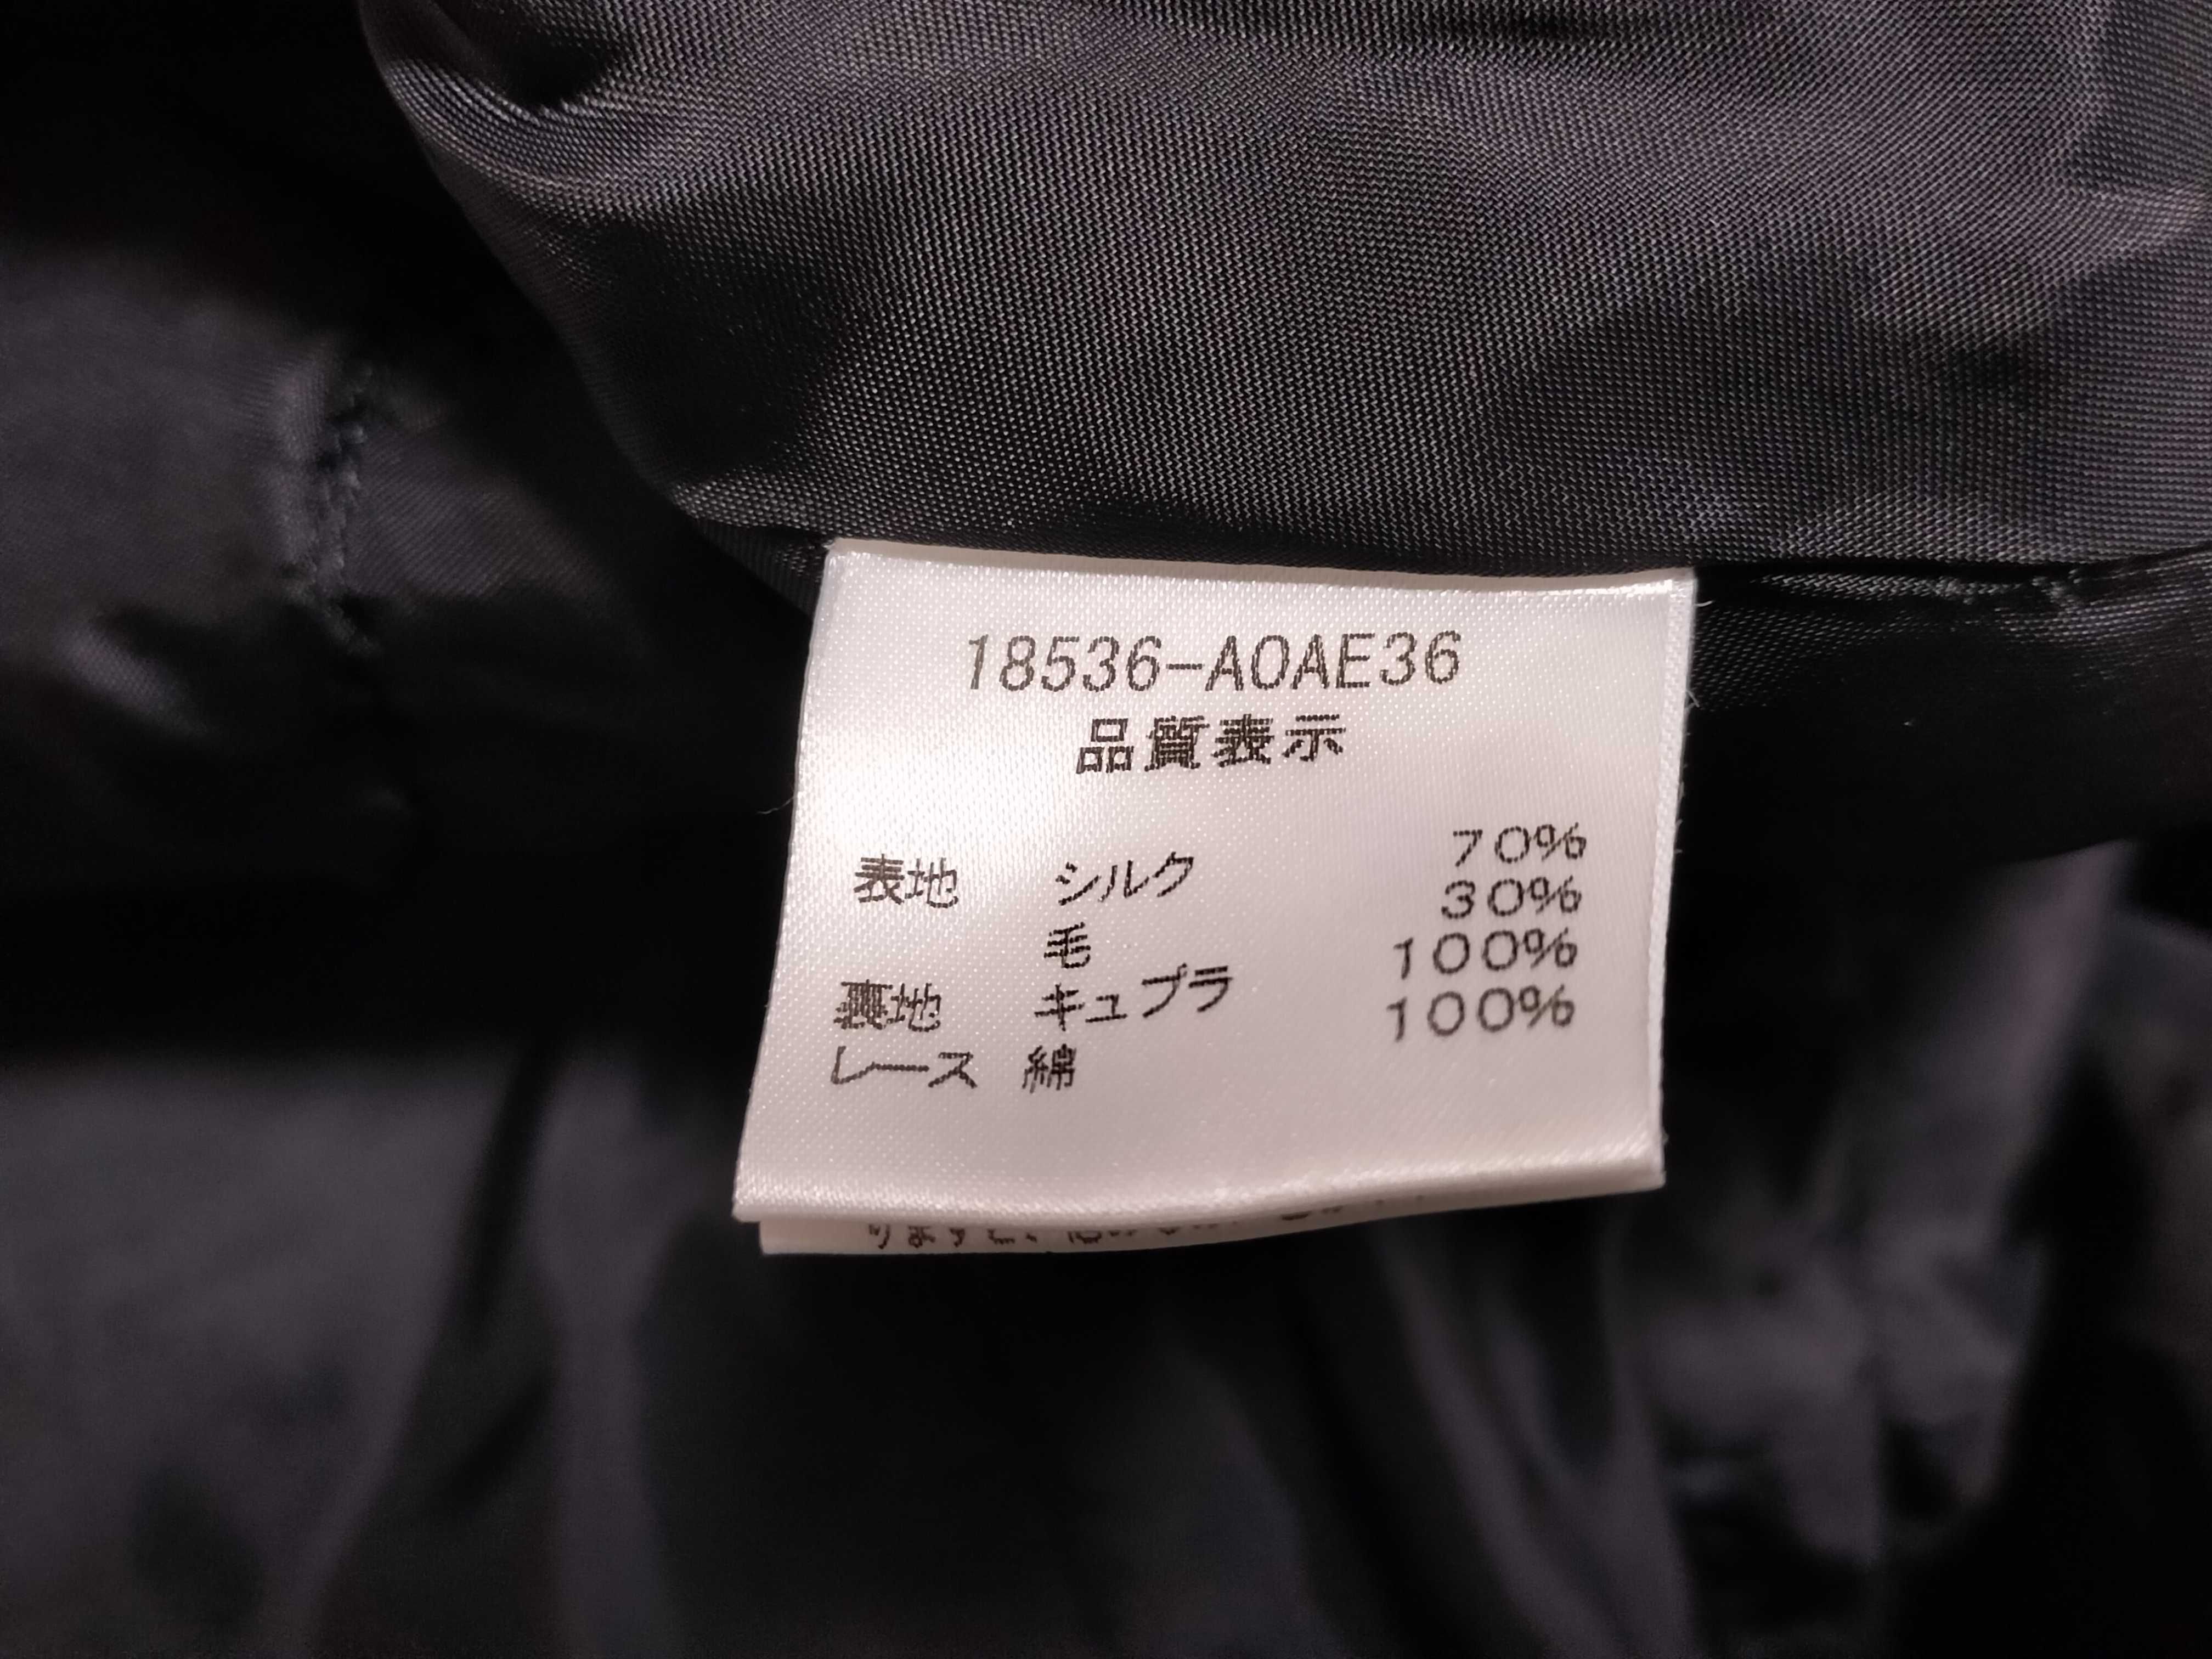 18536-A0AE36
品質表示
表地 シルク 70%
毛 30%
裏地 キュプラ 100%
レース 綿 100%